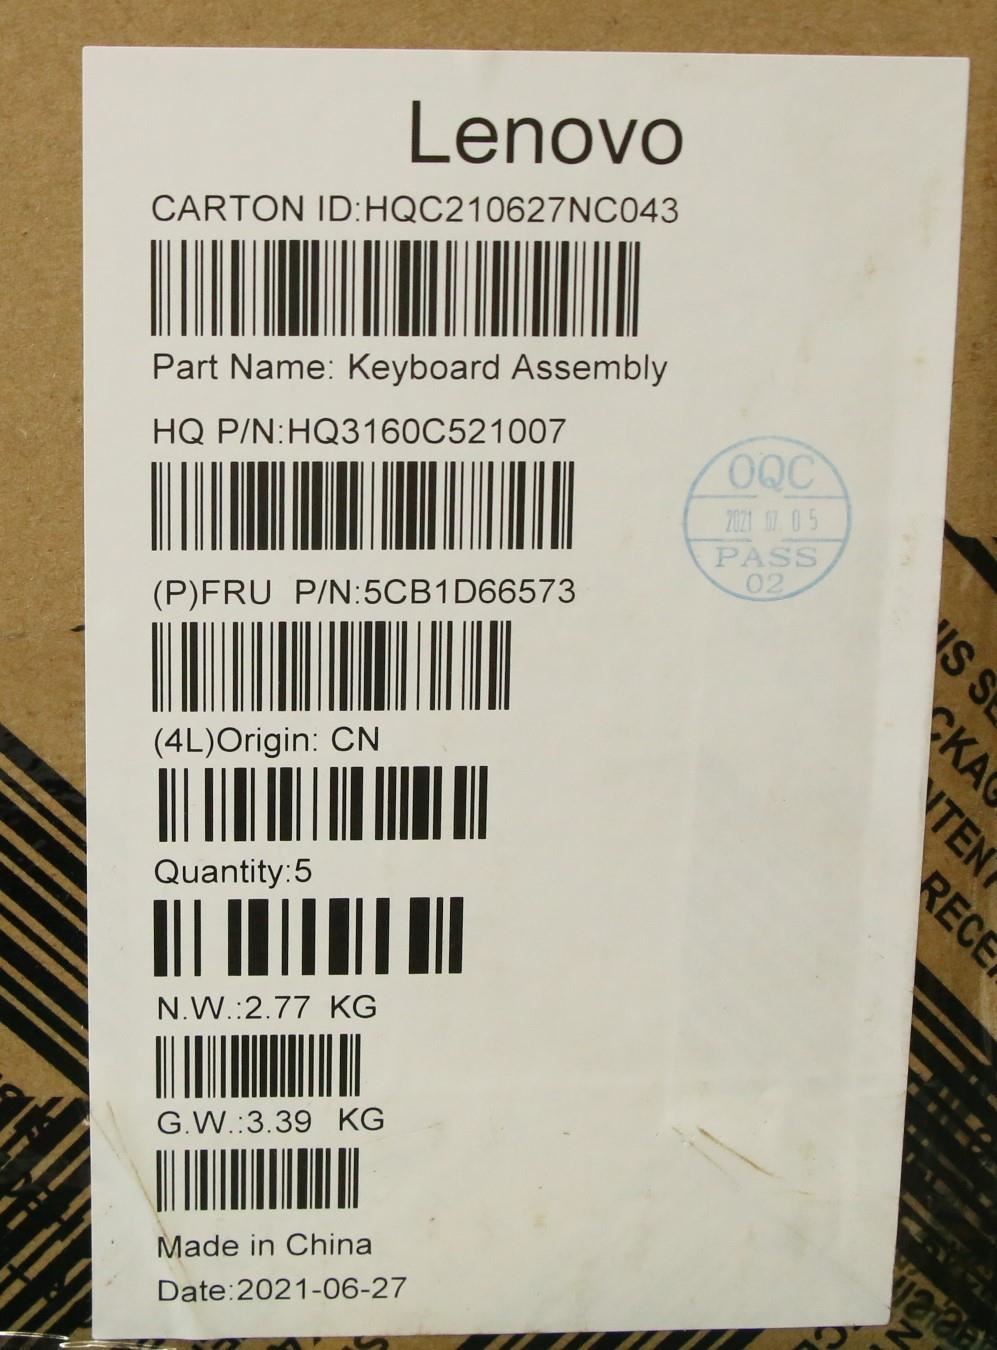 Lenovo
CARTON ID:HQC210627NC043
Part Name: Keyboard Assembly
HQ P/N:HQ3160C521007
OQC
2021 07. 05
PASS
02
(P)FRU P/N:5CB1D66573
(4L)Origin: CN
Quantity:5
N.W.:2.77 KG
G.W.:3.39 KG
Made in China
Date:2021-06-27